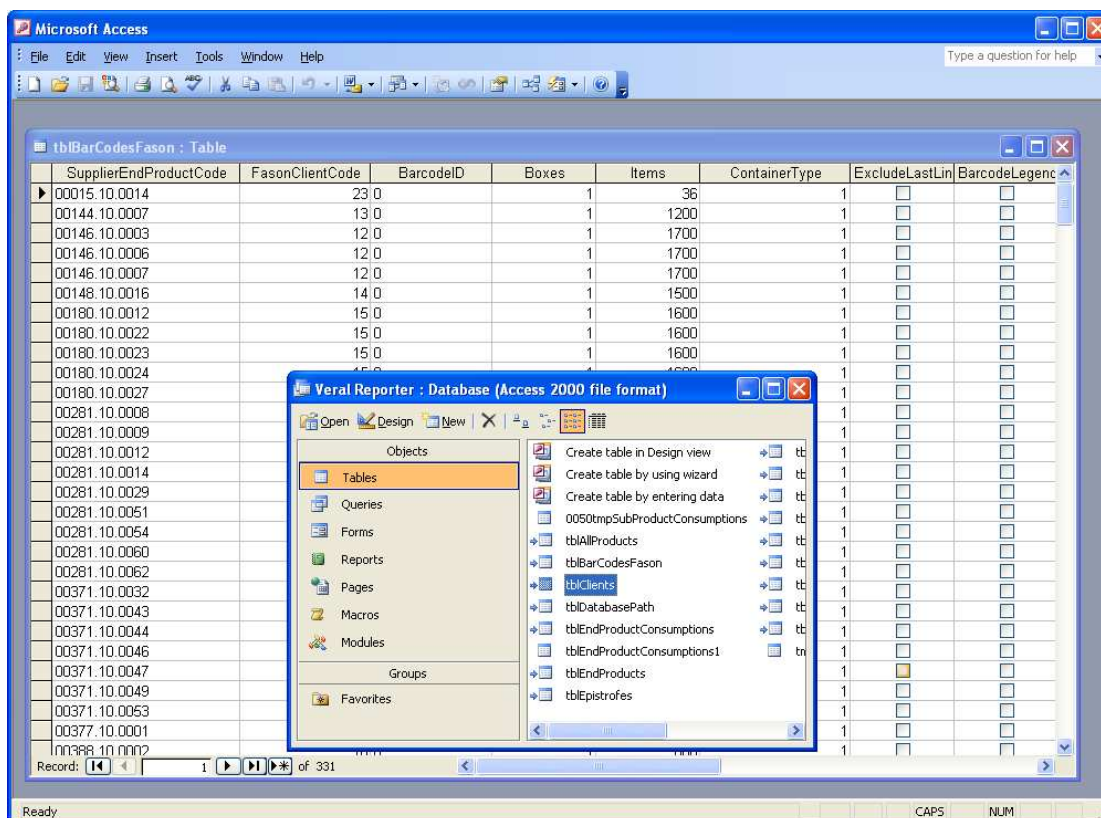 Microsoft Access
File Edit View Insert Tools Window Help Type a question for help
tblBarCodesFason : Table
SupplierEndProductCode FasonClientCode BarcodeID Boxes Items ContainerType ExcludeLastLin BarcodeLegend
00015.10.0014 23 0 1 36 1
00144.10.0007 13 0 1 1200 1
00146.10.0003 12 0 1 1700 1
00146.10.0006 12 0 1 1700 1
00146.10.0007 12 0 1 1700 1
00148.10.0016 14 0 1 1500 1
00180.10.0012 15 0 1 1600 1
00180.10.0022 15 0 1 1600 1
00180.10.0023 15 0 1 1600 1
00180.10.0024
00180.10.0027 1
00281.10.0008 1
00281.10.0009 1
00281.10.0012 1
00281.10.0014 1
00281.10.0029 1
00281.10.0051 1
00281.10.0054 1
00281.10.0060 1
00281.10.0062 1
00371.10.0032 1
00371.10.0043 1
00371.10.0044 1
00371.10.0046 1
00371.10.0047 1
00371.10.0049 1
00371.10.0053 1
00377.10.0001 1
00388.10.0002 1
Record: 1 of 331
Veral Reporter : Database (Access 2000 file format)
Open Design New
Objects
Tables
Queries
Forms
Reports
Pages
Macros
Modules
Groups
Favorites
Create table in Design view tb
Create table by using wizard tb
Create table by entering data tb
0050tmpSubProductConsumptions tb
tblAllProducts tb
tblBarCodesFason tb
tblClients tb
tblDatabasePath tb
tblEndProductConsumptions tb
tblEndProductConsumptions1
tblEndProducts
tblEpistrofes
Ready CAPS NUM